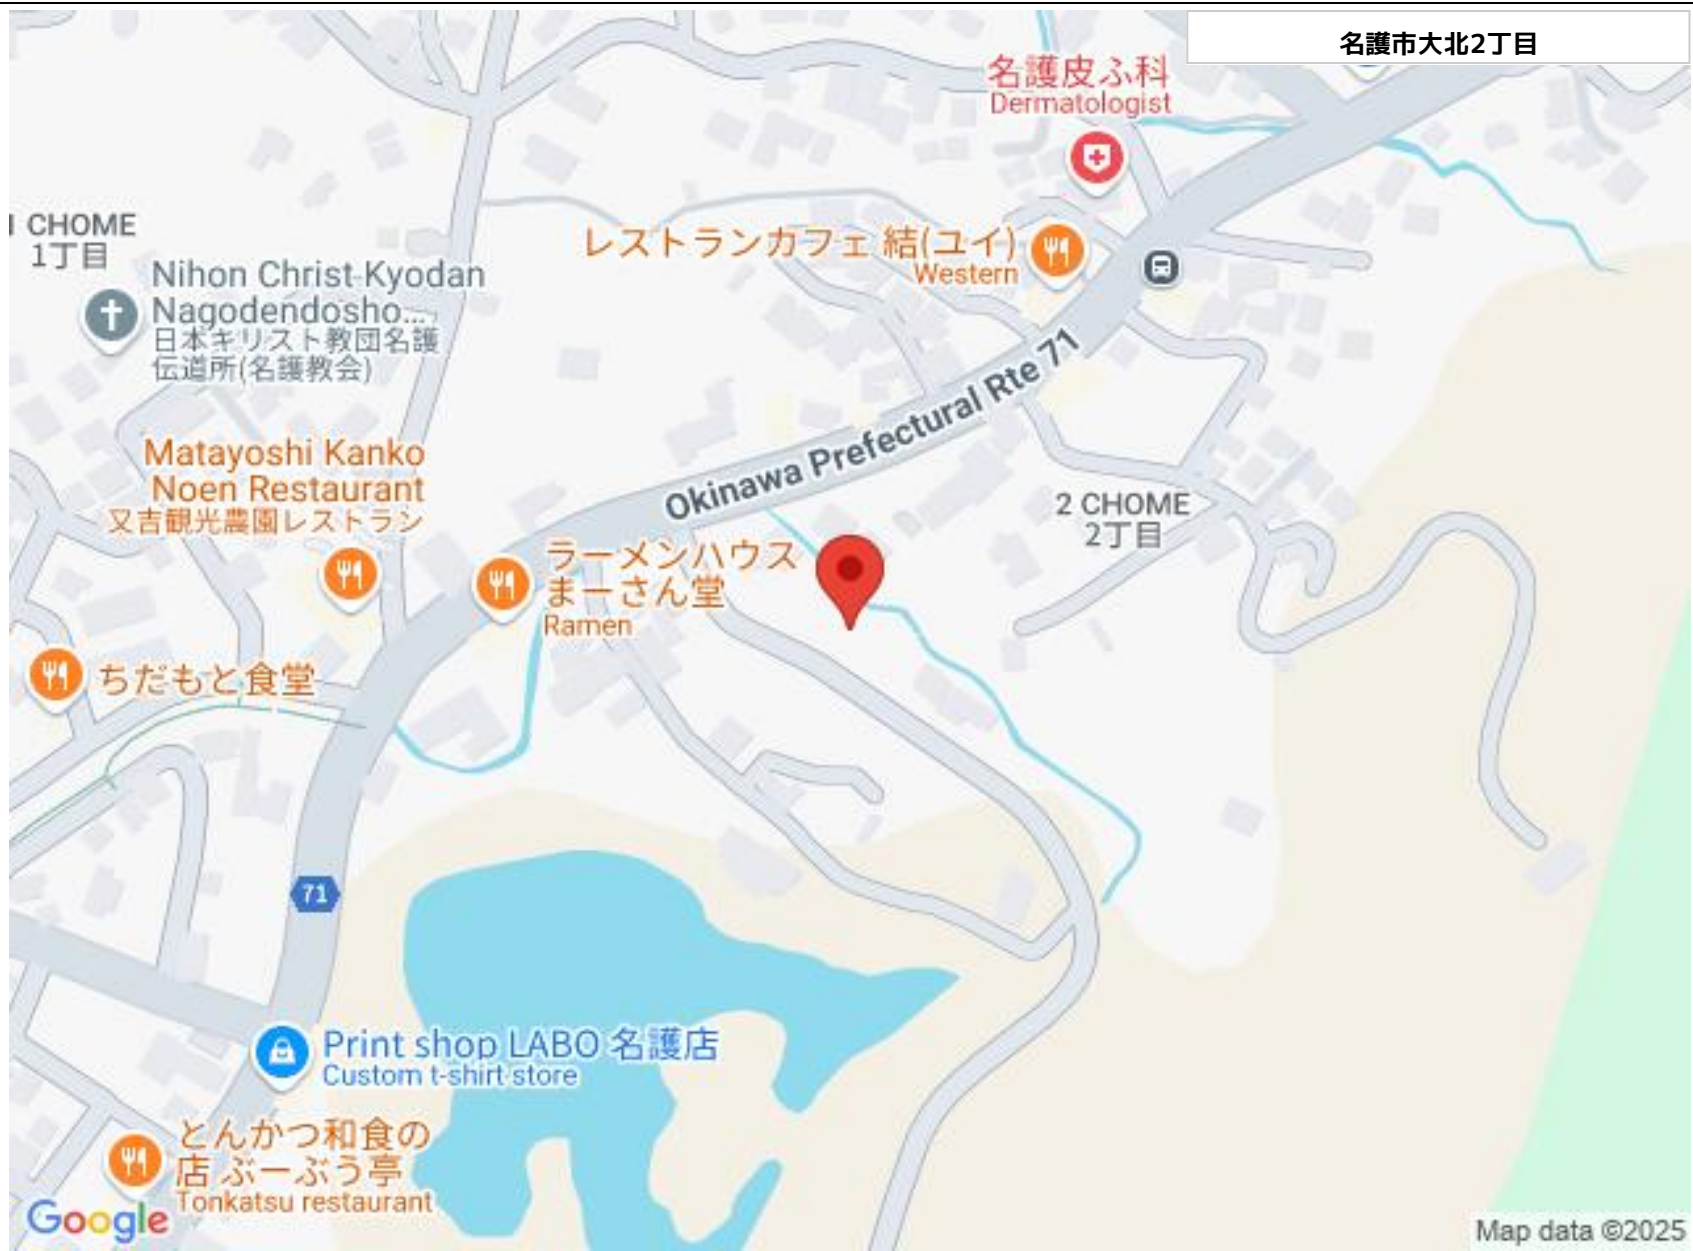 名護市大北2丁目
名護皮ふ科
Dermatologist
1 CHOME
1丁目
レストランカフェ 結(ユイ)
Western
Nihon Christ-Kyodan
Nagodendosho...
日本キリスト教団名護
伝道所(名護教会)
Okinawa Prefectural Rte 71
Matayoshi Kanko
Noen Restaurant
又吉観光農園レストラン
2 CHOME
2丁目
ラーメンハウス
まーさん堂
Ramen
ちだもと食堂
71
Print shop LABO 名護店
Custom t-shirt store
とんかつ和食の
店 ぶーぶう亭
Tonkatsu restaurant
Google
Map data ©2025